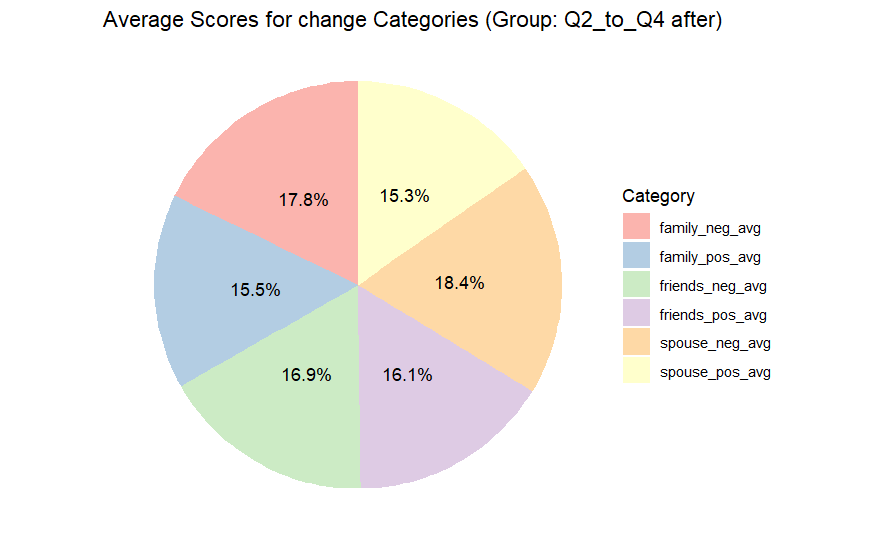 Average Scores for change Categories (Group: Q2_to_Q4 after)
17.8%
15.3%
15.5%
18.4%
16.9%
16.1%
Category
family_neg_avg
family_pos_avg
friends_neg_avg
friends_pos_avg
spouse_neg_avg
spouse_pos_avg